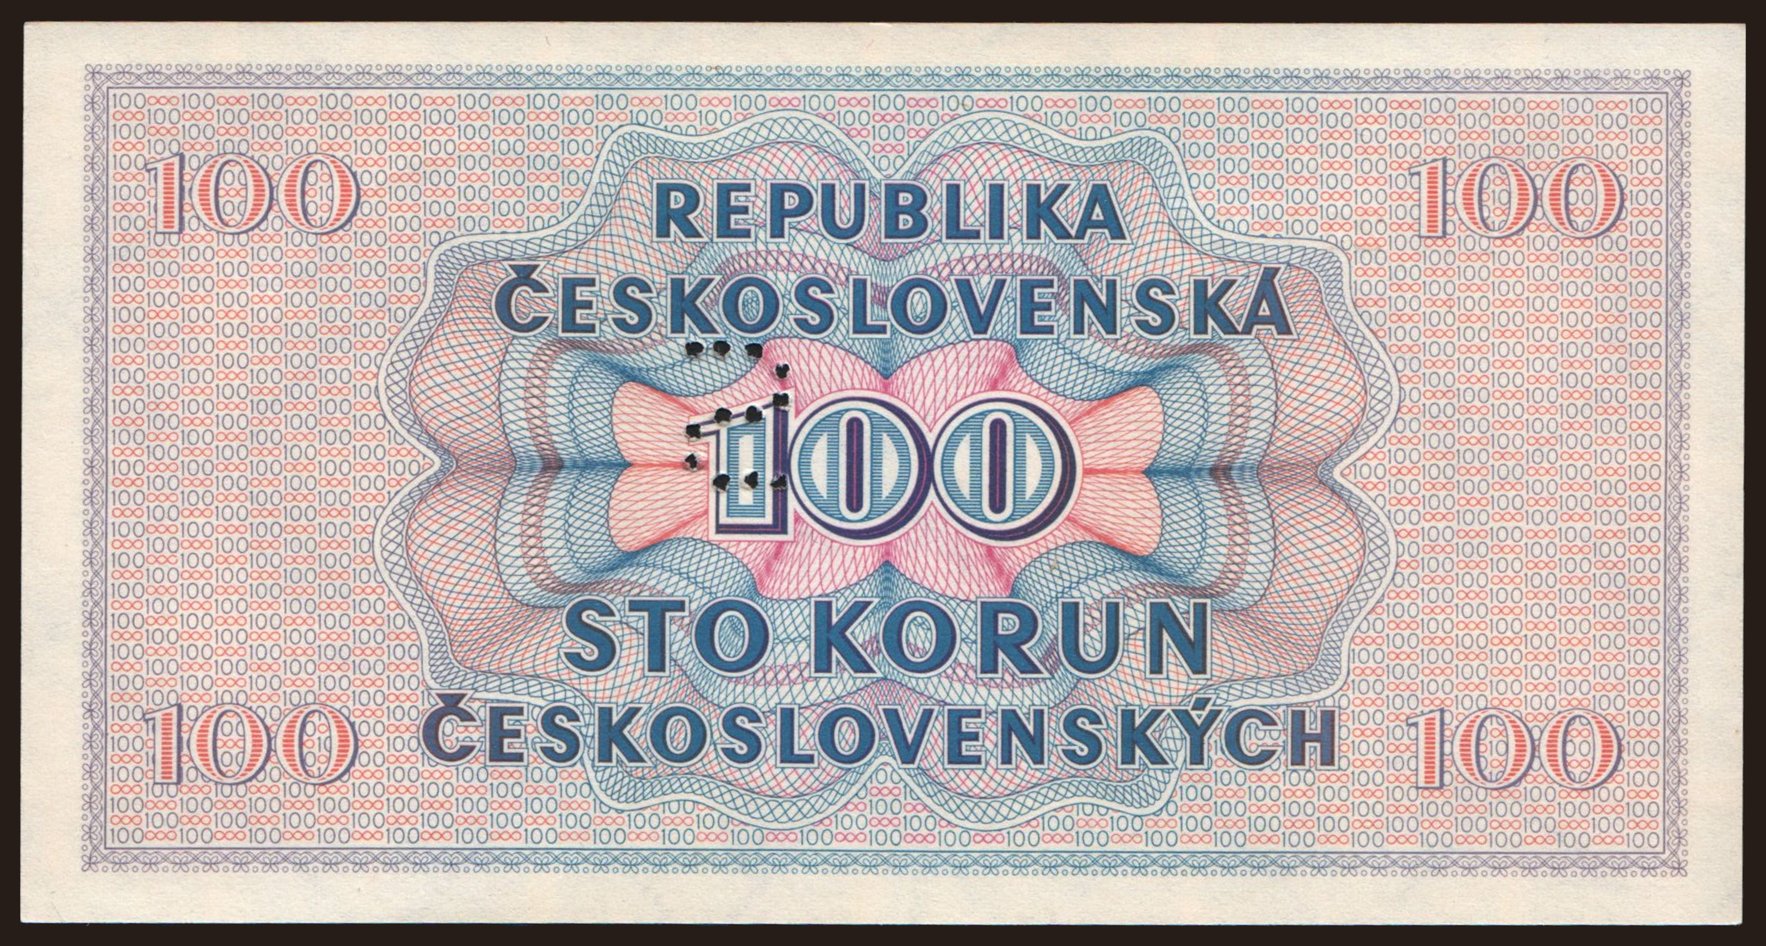 100 100
REPUBLIKA
ČESKOSLOVENSKÁ
100
STO KORUN
ČESKOSLOVENSKÝCH
100 100